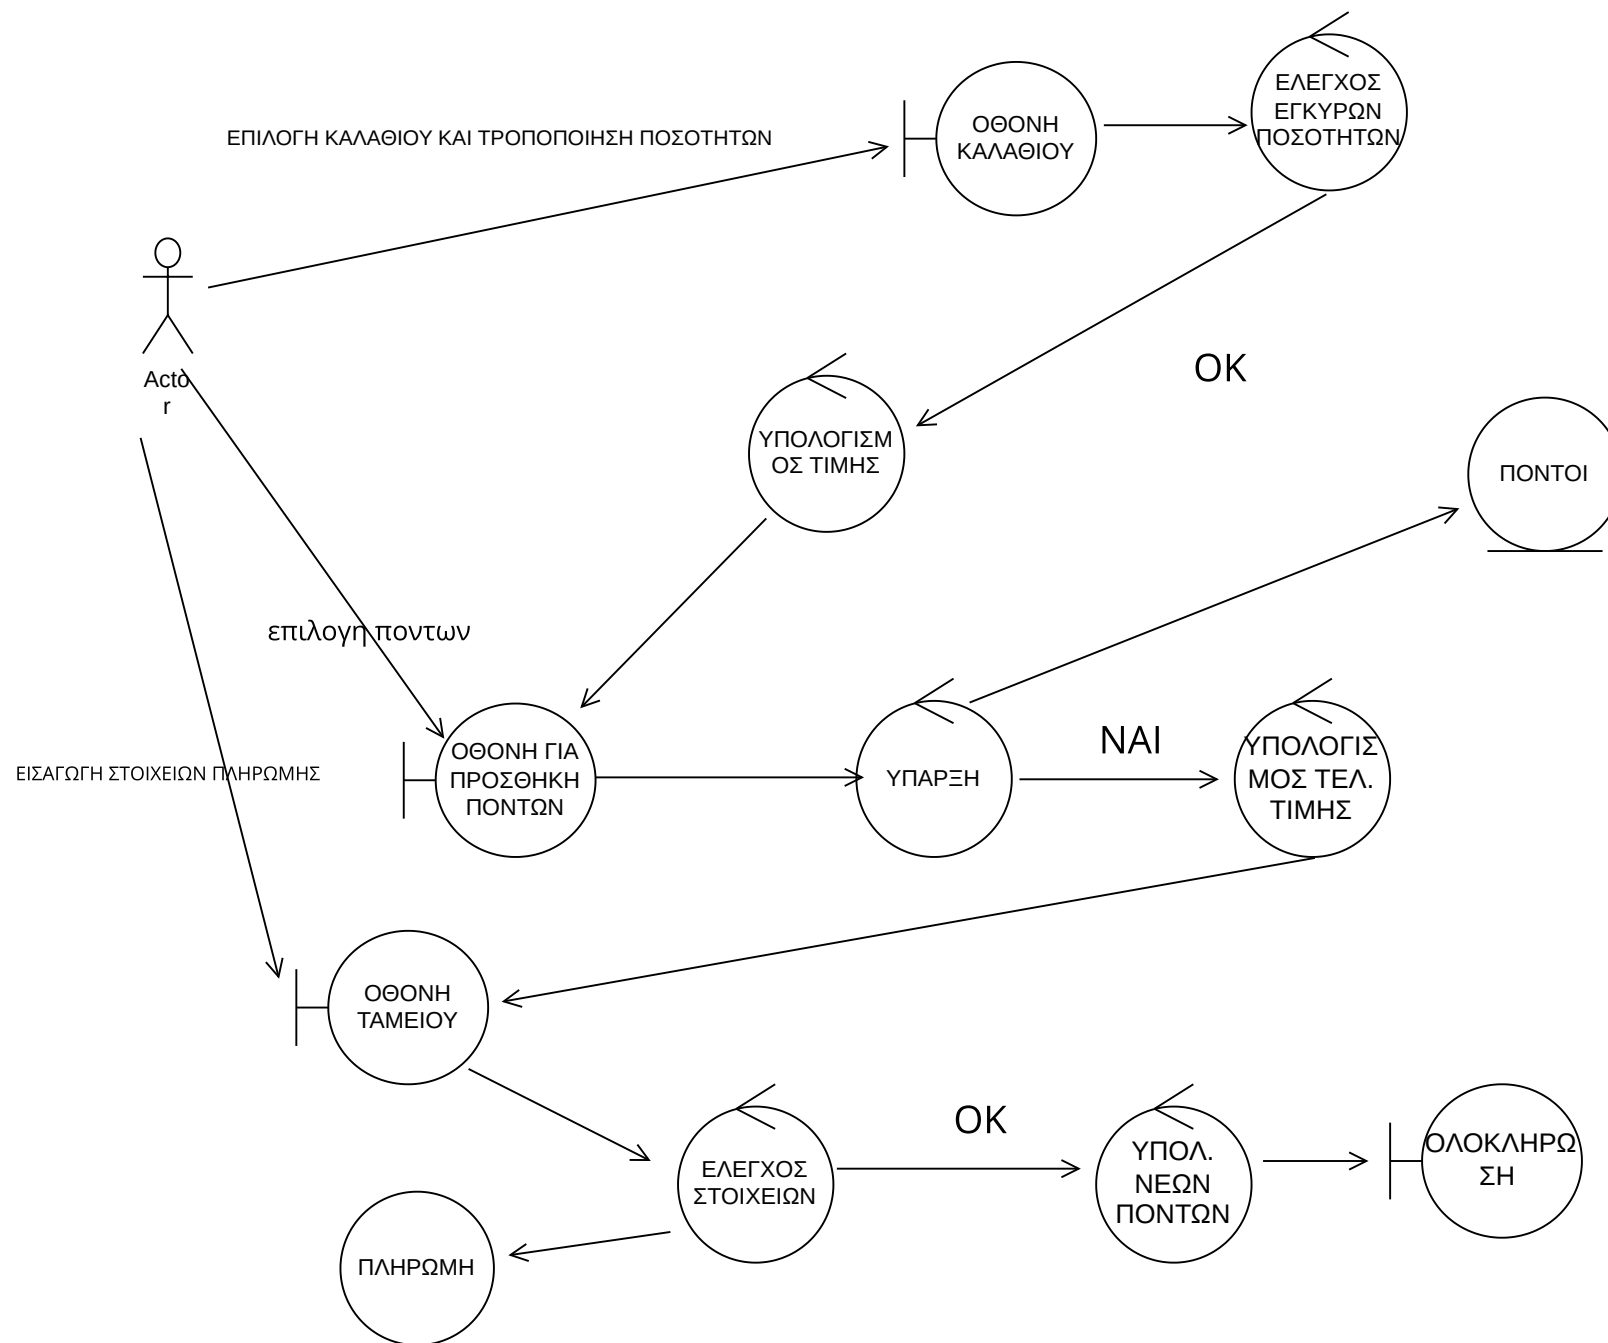 ΕΛΕΓΧΟΣ
ΕΓΚΥΡΩΝ
ΠΟΣΟΤΗΤΩΝ
ΟΘΟΝΗ
ΚΑΛΑΘΙΟΥ
ΕΠΙΛΟΓΗ ΚΑΛΑΘΙΟΥ ΚΑΙ ΤΡΟΠΟΠΟΙΗΣΗ ΠΟΣΟΤΗΤΩΝ
Acto
r
OK
ΥΠΟΛΟΓΙΣΜ
ΟΣ ΤΙΜΗΣ
ΠΟΝΤΟΙ
επιλογη ποντων
ΕΙΣΑΓΩΓΗ ΣΤΟΙΧΕΙΩΝ ΠΛΗΡΩΜΗΣ
ΟΘΟΝΗ ΓΙΑ
ΠΡΟΣΘΗΚΗ
ΠΟΝΤΩΝ
ΥΠΑΡΞΗ
ΝΑΙ
ΥΠΟΛΟΓΙΣ
ΜΟΣ ΤΕΛ.
ΤΙΜΗΣ
ΟΘΟΝΗ
ΤΑΜΕΙΟΥ
ΕΛΕΓΧΟΣ
ΣΤΟΙΧΕΙΩΝ
OK
ΥΠΟΛ.
ΝΕΩΝ
ΠΟΝΤΩΝ
ΟΛΟΚΛΗΡΩ
ΣΗ
ΠΛΗΡΩΜΗ